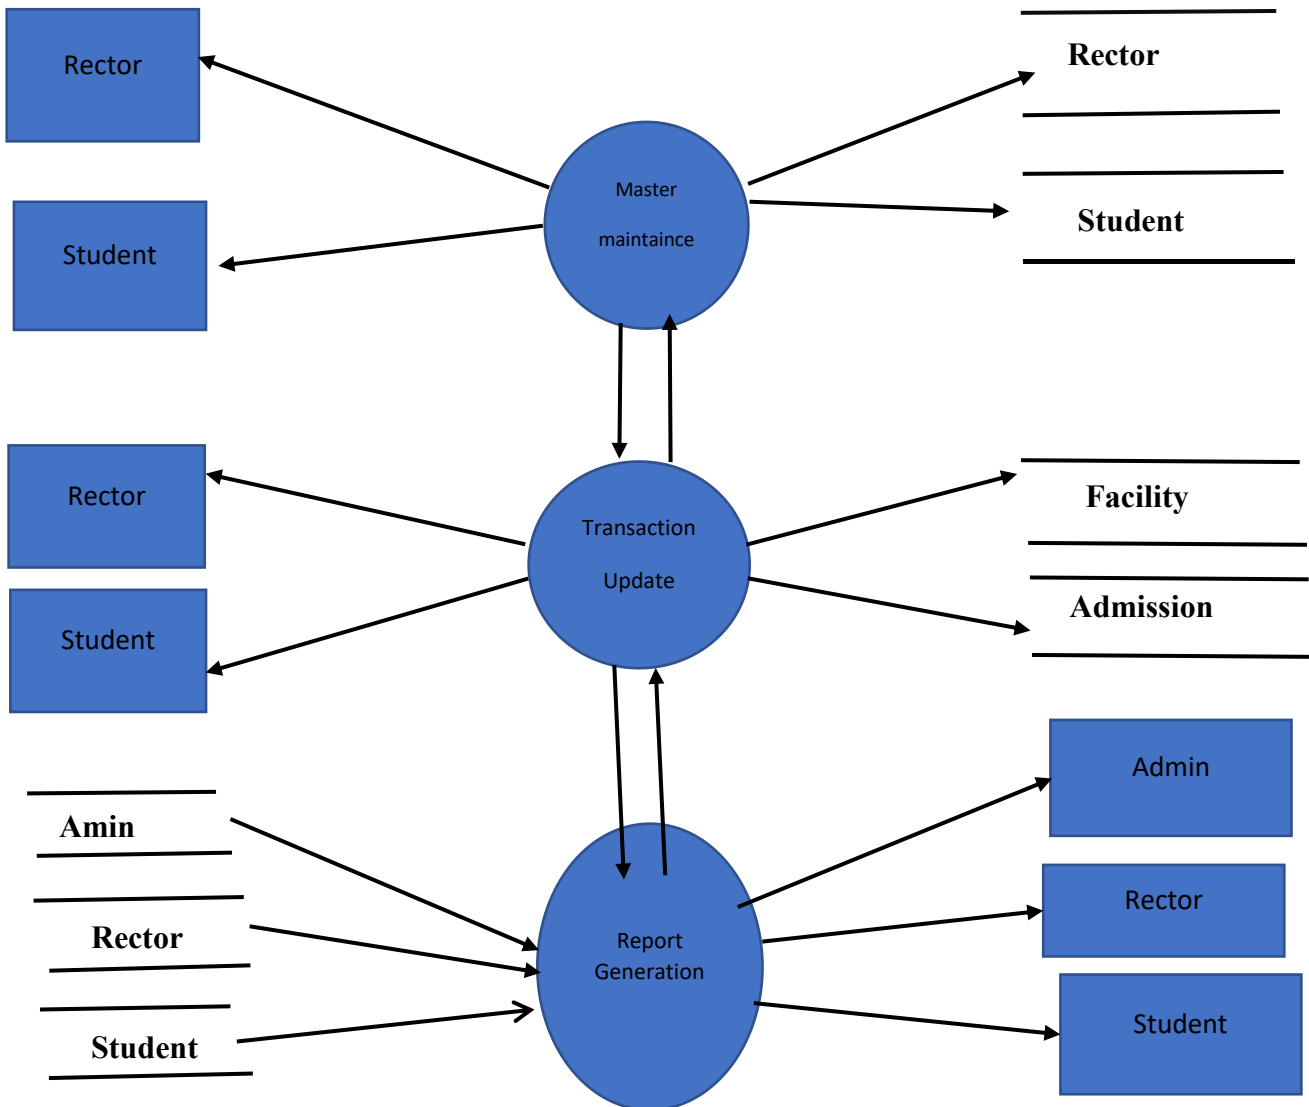 Rector
Rector
Master
maintaince
Student
Student
Rector
Facility
Transaction
Update
Student
Admission
Admin
Amin
Rector
Rector
Report
Generation
Student
Student